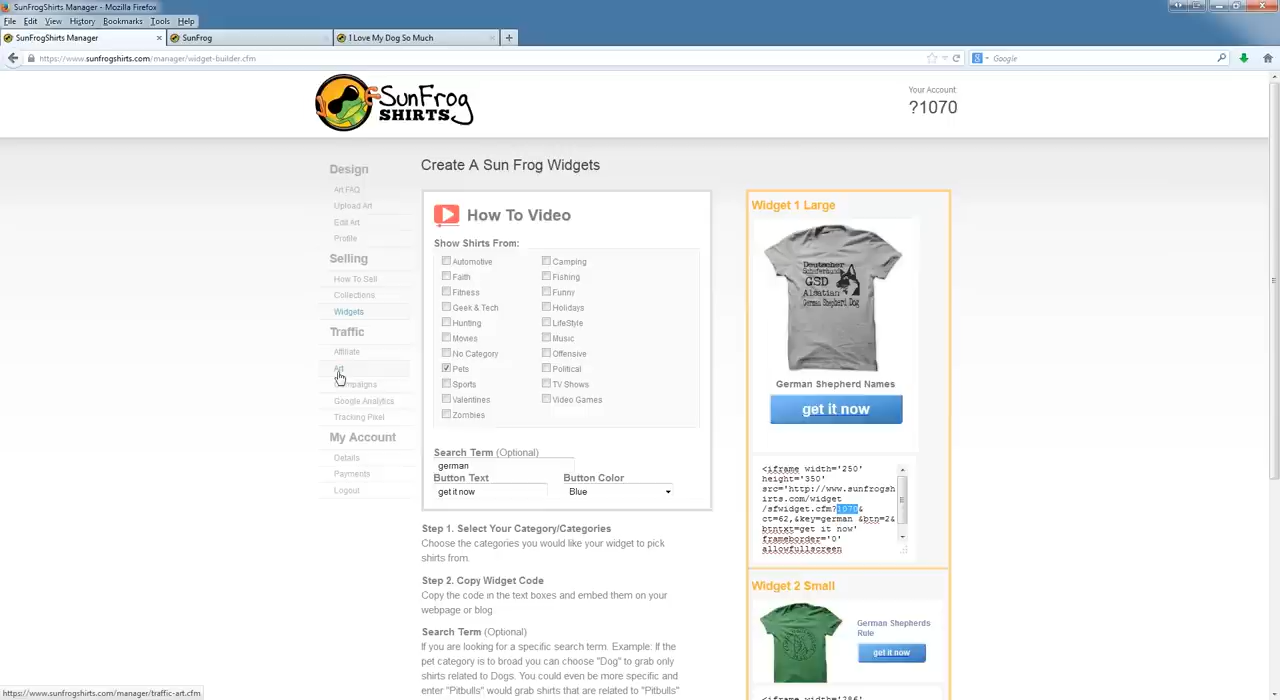 SunFrogShirts Manager - Mozilla Firefox
File Edit View History Bookmarks Tools Help
SunFrogShirts Manager
SunFrog
I Love My Dog So Much
https://www.sunfrogshirts.com/manager/widget-builder.cfm
Google
SunFrog
SHIRTS
Your Account
?1070
Design
Art FAQ
Upload Art
Edit Art
Profile
Selling
How To Sell
Collections
Widgets
Traffic
Affiliate
Art
Google Analytics
Tracking Pixel
My Account
Details
Payments
Logout
Create A Sun Frog Widgets
How To Video
Show Shirts From:
Automotive
Camping
Faith
Fishing
Fitness
Funny
Geek & Tech
Holidays
Hunting
LifeStyle
Movies
Music
No Category
Offensive
Pets
Political
Sports
TV Shows
Valentines
Video Games
Zombies
Search Term (Optional)
german
Button Text
Button Color
get it now
Blue
Step 1. Select Your Category/Categories
Choose the categories you would like your widget to pick
shirts from.
Step 2. Copy Widget Code
Copy the code in the text boxes and embed them on your
webpage or blog
Search Term (Optional)
If you are looking for a specific search term. Example: If the
pet category is to broad you can choose "Dog" to grab only
shirts related to Dogs. You could even be more specific and
enter "Pitbulls" would grab shirts that are related to "Pitbulls"
Widget 1 Large
Deutscher
GSD
Alsatian
German Shepherd Dog
German Shepherd Names
get it now
<iframe width='250'
height='350'
src='http://www.sunfrogsh
irts.com/widget
/sfwidget.cfm?1070&
ct=62,&key=german &btn=2&
btntxt=get it now'
frameborder='0'
allowfullscreen
Widget 2 Small
German Shepherds
Rule
get it now
https://www.sunfrogshirts.com/manager/traffic-art.cfm